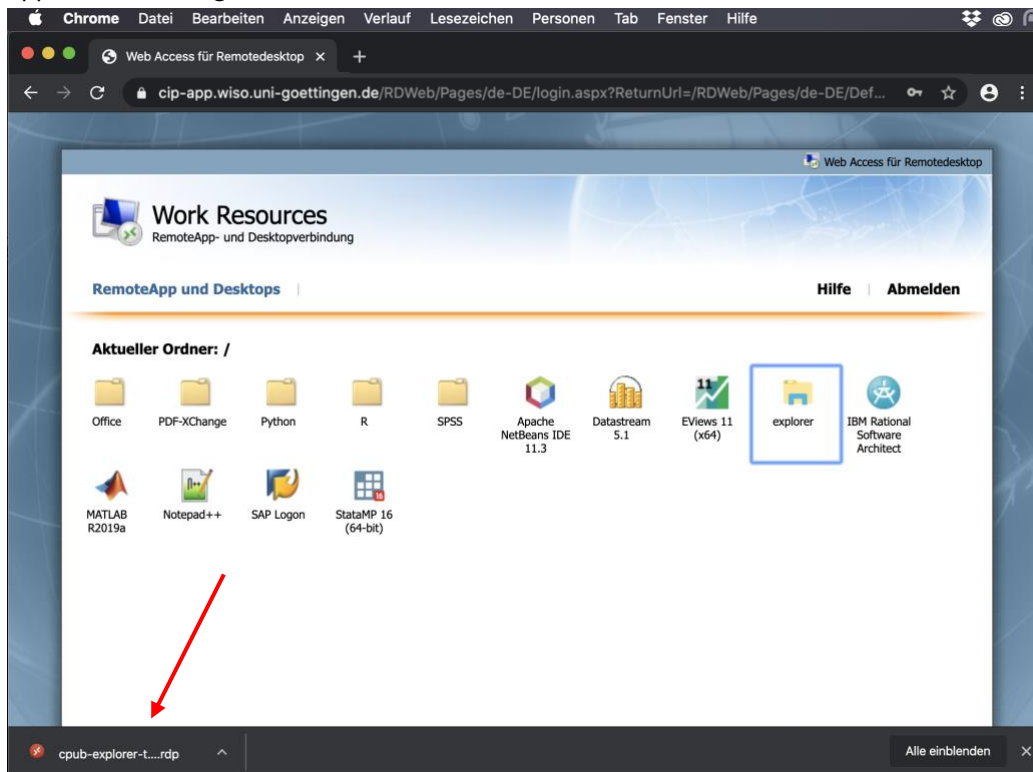 Chrome Datei Bearbeiten Anzeigen Verlauf Lesezeichen Personen Tab Fenster Hilfe
Web Access für Remotedesktop
cip-app.wiso.uni-goettingen.de/RDWeb/Pages/de-DE/login.aspx?ReturnUrl=/RDWeb/Pages/de-DE/Def...
Web Access für Remotedesktop
Work Resources
RemoteApp- und Desktopverbindung
RemoteApp und Desktops
Hilfe Abmelden
Aktueller Ordner: /
Office PDF-XChange Python R SPSS Apache NetBeans IDE 11.3 Datastream 5.1 EViews 11 (x64) explorer IBM Rational Software Architect
MATLAB R2019a Notepad++ SAP Logon StataMP 16 (64-bit)
cpub-explorer-t....rdp
Alle einblenden